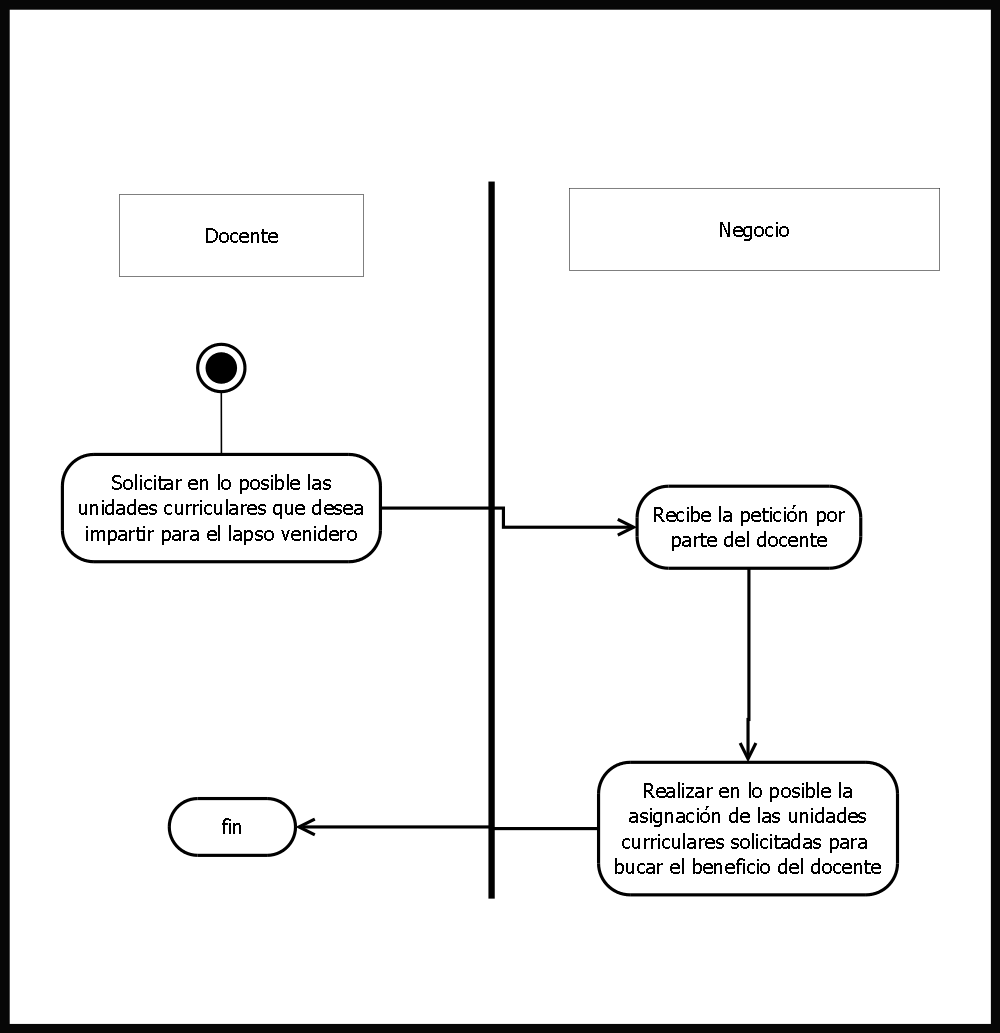 Docente
Negocio
Solicitar en lo posible las
unidades curriculares que desea
impartir para el lapso venidero
Recibe la petición por
parte del docente
Realizar en lo posible la
asignación de las unidades
curriculares solicitadas para
bucar el beneficio del docente
fin